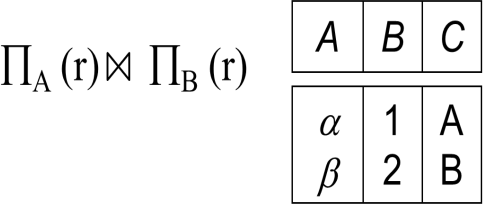 ∏A (r)⋈ ∏B (r)
A B C
α 1 A
β 2 B